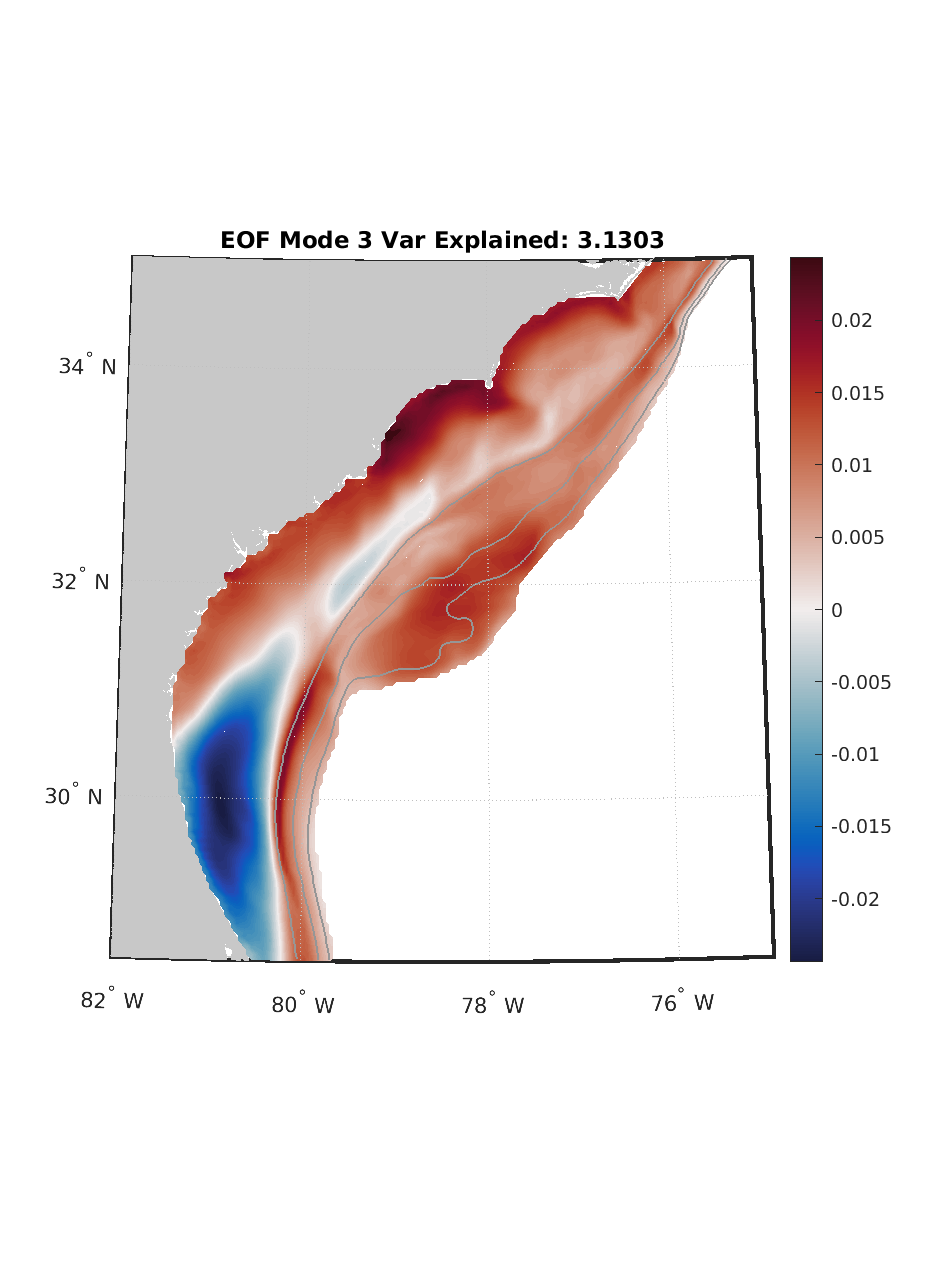 EOF Mode 3 Var Explained: 3.1303
34° N
32° N
30° N
82° W
80° W
78° W
76° W
0.02
0.015
0.01
0.005
0
-0.005
-0.01
-0.015
-0.02